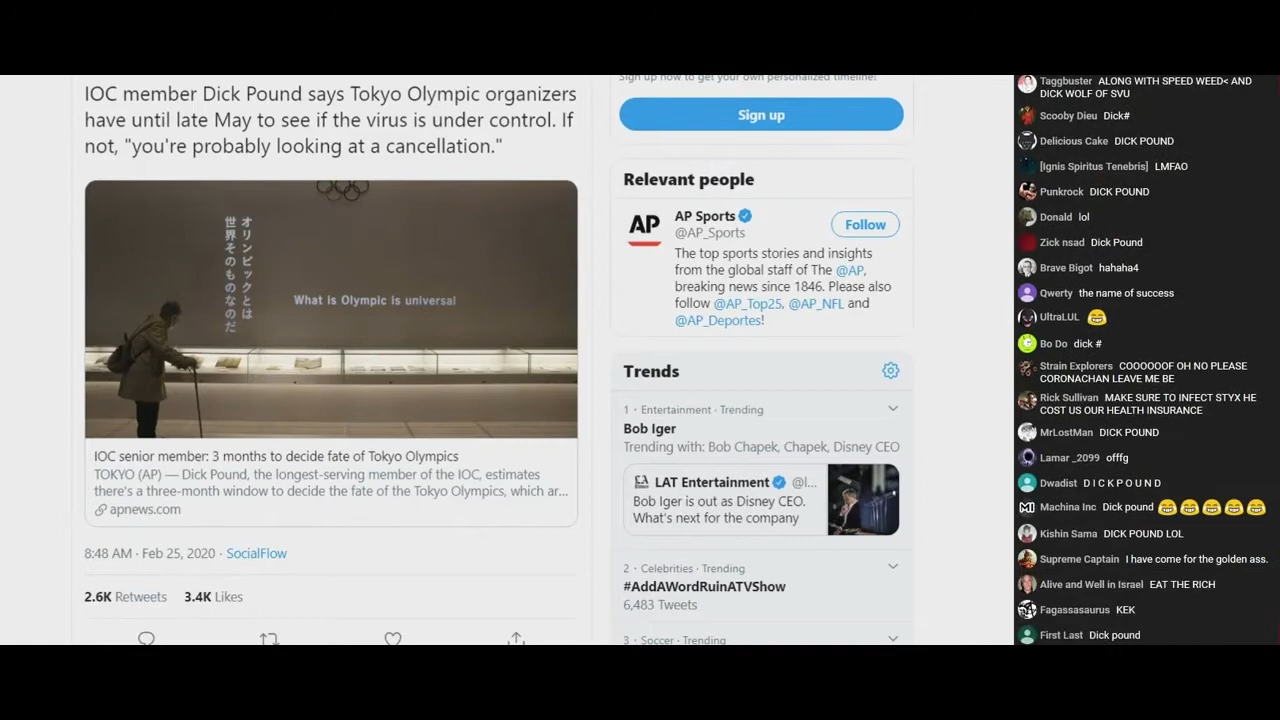 IOC member Dick Pound says Tokyo Olympic organizers
have until late May to see if the virus is under control. If
not, "you're probably looking at a cancellation."
オリンピックとは
世界そのものなのだ
What is Olympic is universal
IOC senior member: 3 months to decide fate of Tokyo Olympics
TOKYO (AP) — Dick Pound, the longest-serving member of the IOC, estimates
there's a three-month window to decide the fate of the Tokyo Olympics, which ar...
apnews.com
8:48 AM · Feb 25, 2020 · SocialFlow
2.6K Retweets 3.4K Likes
Sign up now to get your own personalized timeline!
Sign up
Relevant people
AP
AP Sports
@AP_Sports
Follow
The top sports stories and insights
from the global staff of The @AP,
breaking news since 1846. Please also
follow @AP_Top25, @AP_NFL and
@AP_Deportes!
Trends
1 · Entertainment · Trending
Bob Iger
Trending with: Bob Chapek, Chapek, Disney CEO
LAT Entertainment @l...
Bob Iger is out as Disney CEO.
What's next for the company
2 · Celebrities · Trending
#AddAWordRuinATVShow
6,483 Tweets
3 · Soccer · Trending
Taggbuster ALONG WITH SPEED WEED< AND
DICK WOLF OF SVU
Scooby Dieu Dick#
Delicious Cake DICK POUND
[Ignis Spiritus Tenebris] LMFAO
Punkrock DICK POUND
Donald lol
Zick nsad Dick Pound
Brave Bigot hahaha4
Qwerty the name of success
UltraLUL 😂
Bo Do dick #
Strain Explorers COOOOOOF OH NO PLEASE
CORONACHAN LEAVE ME BE
Rick Sullivan MAKE SURE TO INFECT STYX HE
COST US OUR HEALTH INSURANCE
MrLostMan DICK POUND
Lamar _2099 offfg
Dwadist D I C K P O U N D
Machina Inc Dick pound 😂😂😂😂😂
Kishin Sama DICK POUND LOL
Supreme Captain I have come for the golden ass.
Alive and Well in Israel EAT THE RICH
Fagassasaurus KEK
First Last Dick pound